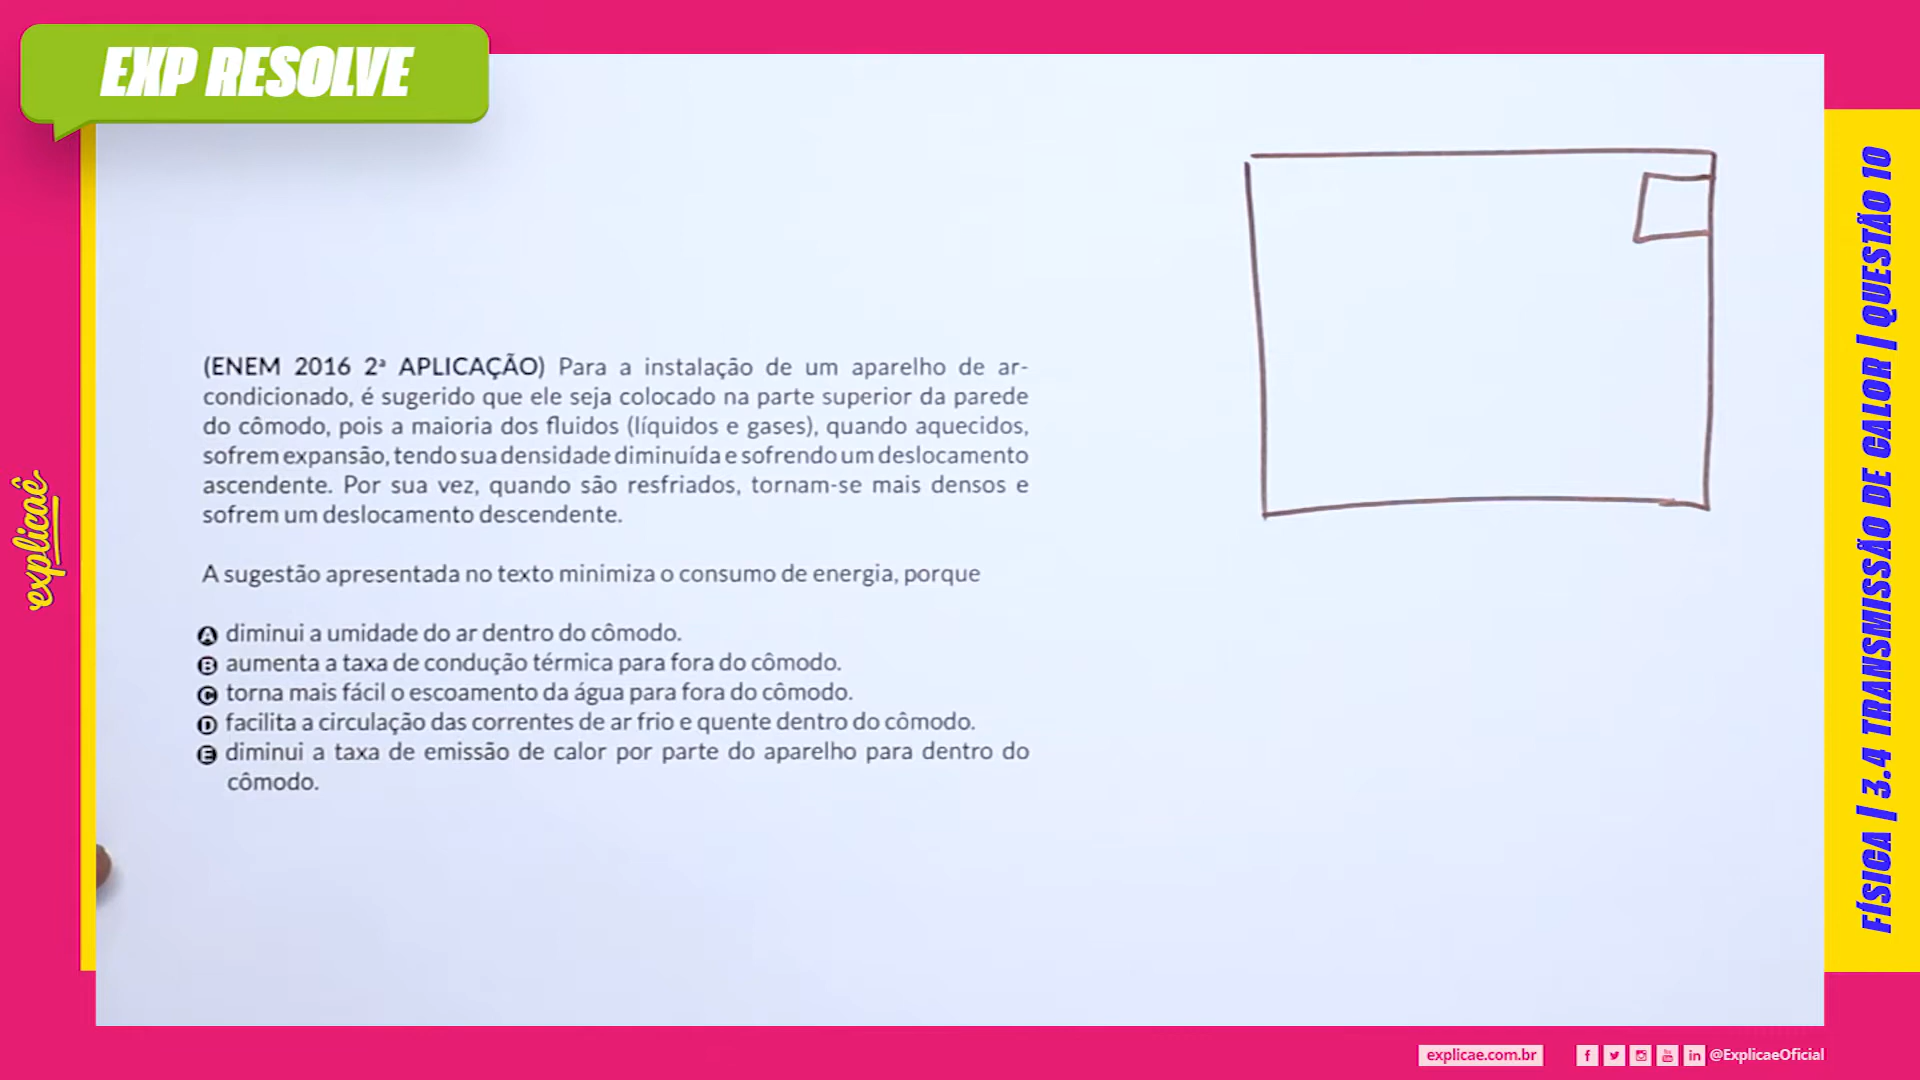 EXP RESOLVE
(ENEM 2016 2ª APLICAÇÃO) Para a instalação de um aparelho de ar-
condicionado, é sugerido que ele seja colocado na parte superior da parede
do cômodo, pois a maioria dos fluidos (líquidos e gases), quando aquecidos,
sofrem expansão, tendo sua densidade diminuída e sofrendo um deslocamento
ascendente. Por sua vez, quando são resfriados, tornam-se mais densos e
sofrem um deslocamento descendente.
A sugestão apresentada no texto minimiza o consumo de energia, porque
A diminui a umidade do ar dentro do cômodo.
B aumenta a taxa de condução térmica para fora do cômodo.
C torna mais fácil o escoamento da água para fora do cômodo.
D facilita a circulação das correntes de ar frio e quente dentro do cômodo.
E diminui a taxa de emissão de calor por parte do aparelho para dentro do
cômodo.
explicaê
FÍSICA | 3.4 TRANSMISSÃO DE CALOR | QUESTÃO 10
explicae.com.br
@ExplicaeOficial